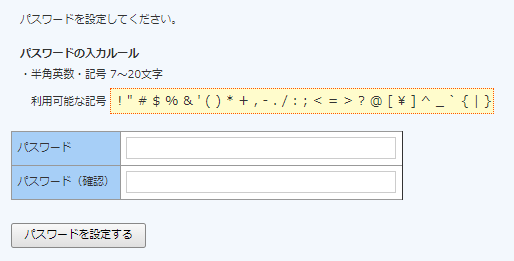 パスワードを設定してください。
パスワードの入力ルール
・半角英数・記号 7～20文字
利用可能な記号 ! " # $ % & ' ( ) * + , - . / : ; < = > ? @ [ ¥ ] ^ _ ` { | }
パスワード
パスワード（確認）
パスワードを設定する